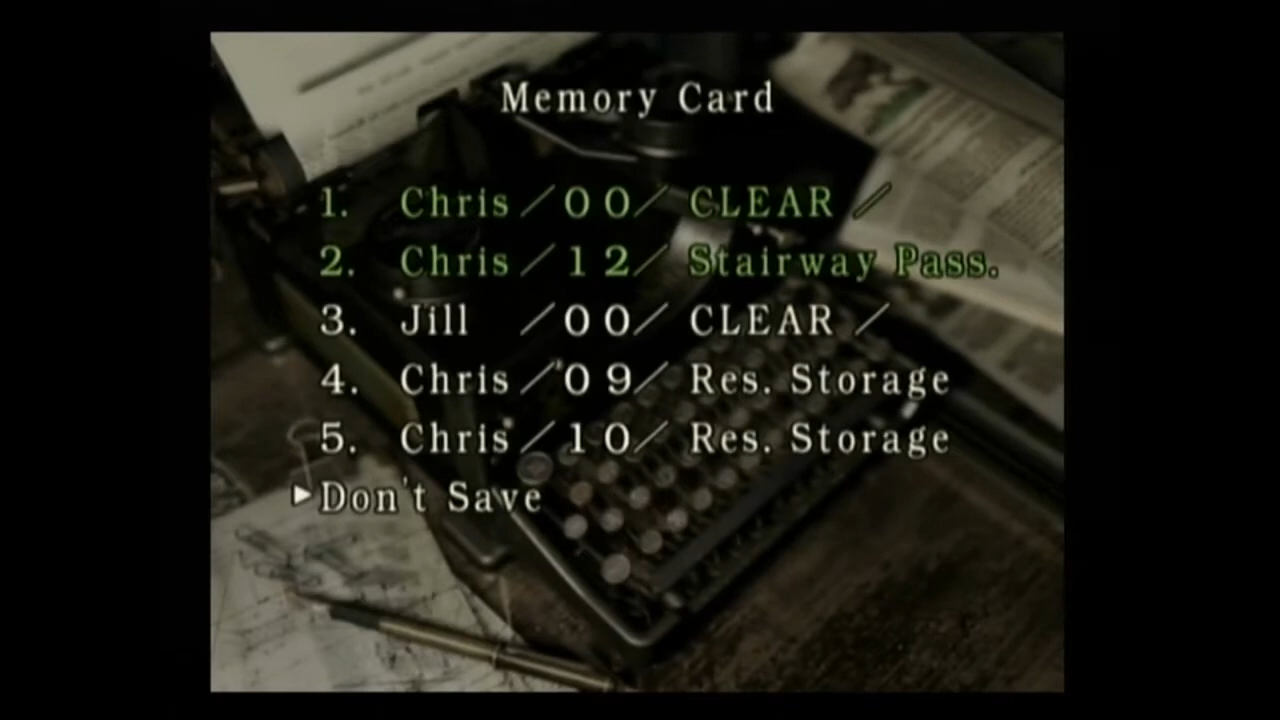 Memory Card
1. Chris／00／ CLEAR ／
2. Chris／12／ Stairway Pass.
3. Jill ／00／ CLEAR ／
4. Chris／09／ Res. Storage
5. Chris／10／ Res. Storage
▶Don't Save